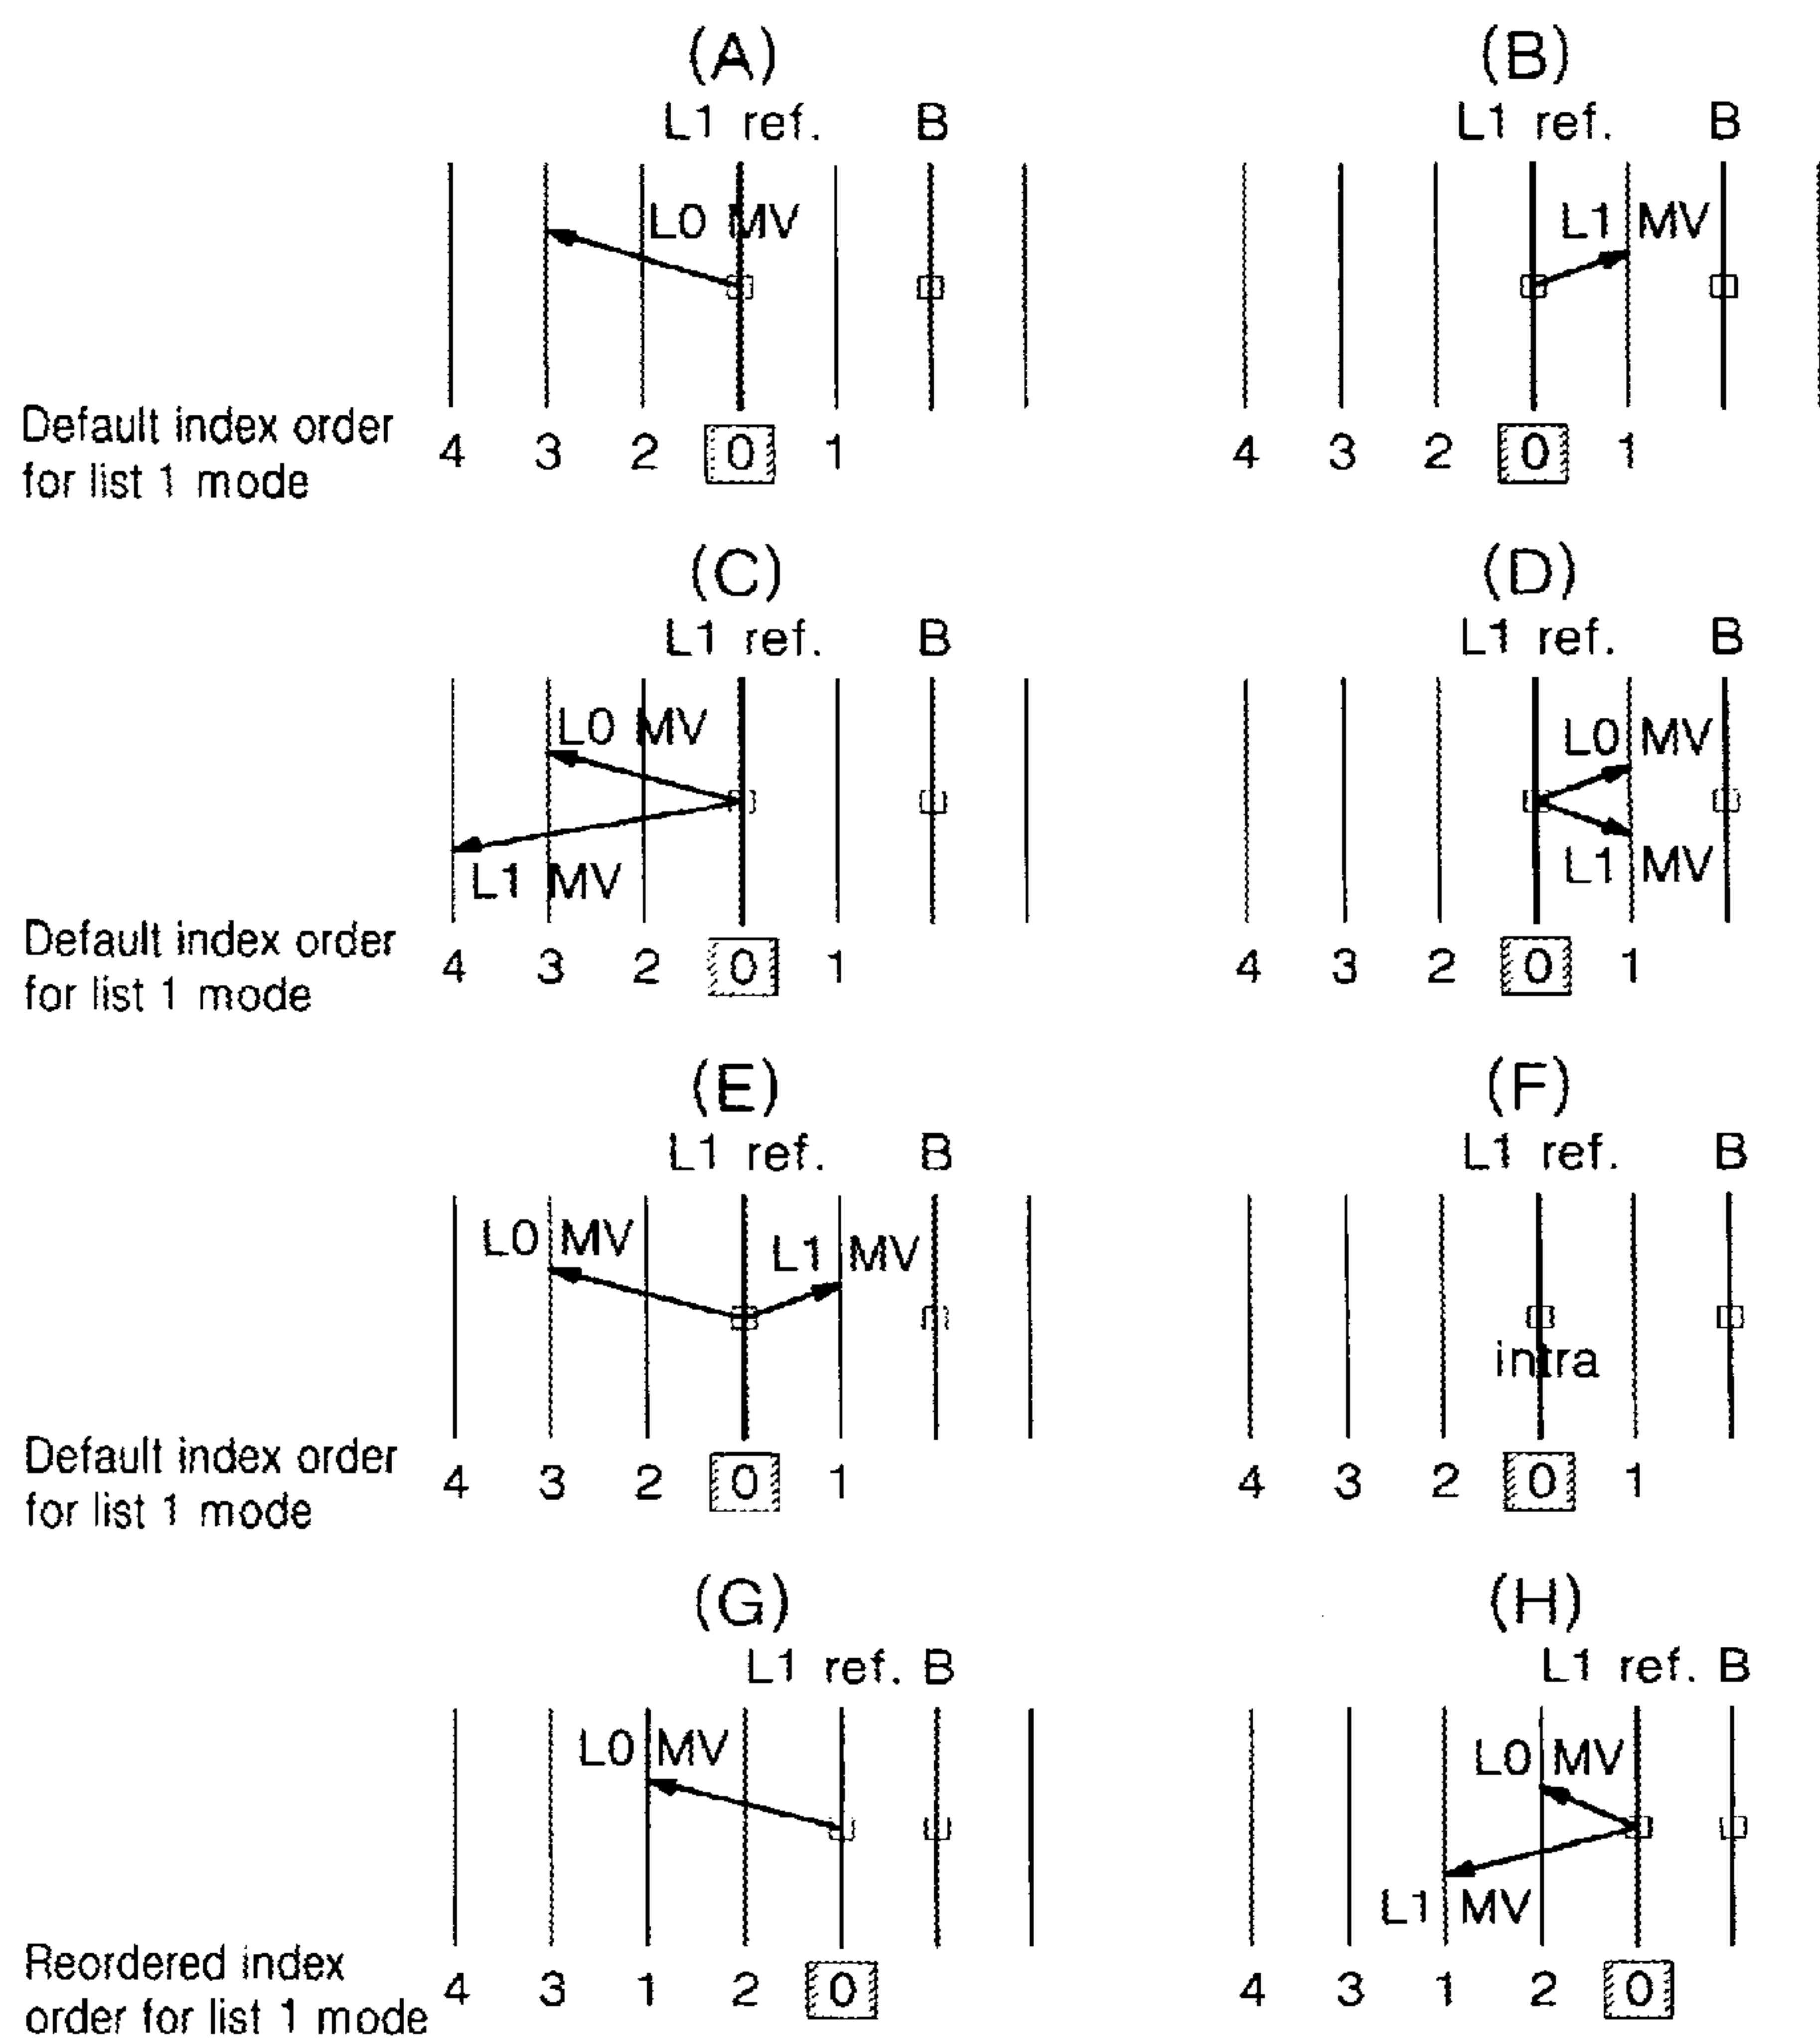 (A) (B)
L1 ref. B L1 ref. B
L0 MV L1 MV
Default index order
for list 1 mode
4 3 2 0 1 4 3 2 0 1
(C) (D)
L1 ref. B L1 ref. B
L0 MV L0 MV
L1 MV L1 MV
Default index order
for list 1 mode
4 3 2 0 1 4 3 2 0 1
(E) (F)
L1 ref. B L1 ref. B
L0 MV L1 MV
intra
Default index order
for list 1 mode
4 3 2 0 1 4 3 2 0 1
(G) (H)
L1 ref. B L1 ref. B
L0 MV L0 MV
L1 MV
Reordered index
order for list 1 mode
4 3 1 2 0 4 3 1 2 0